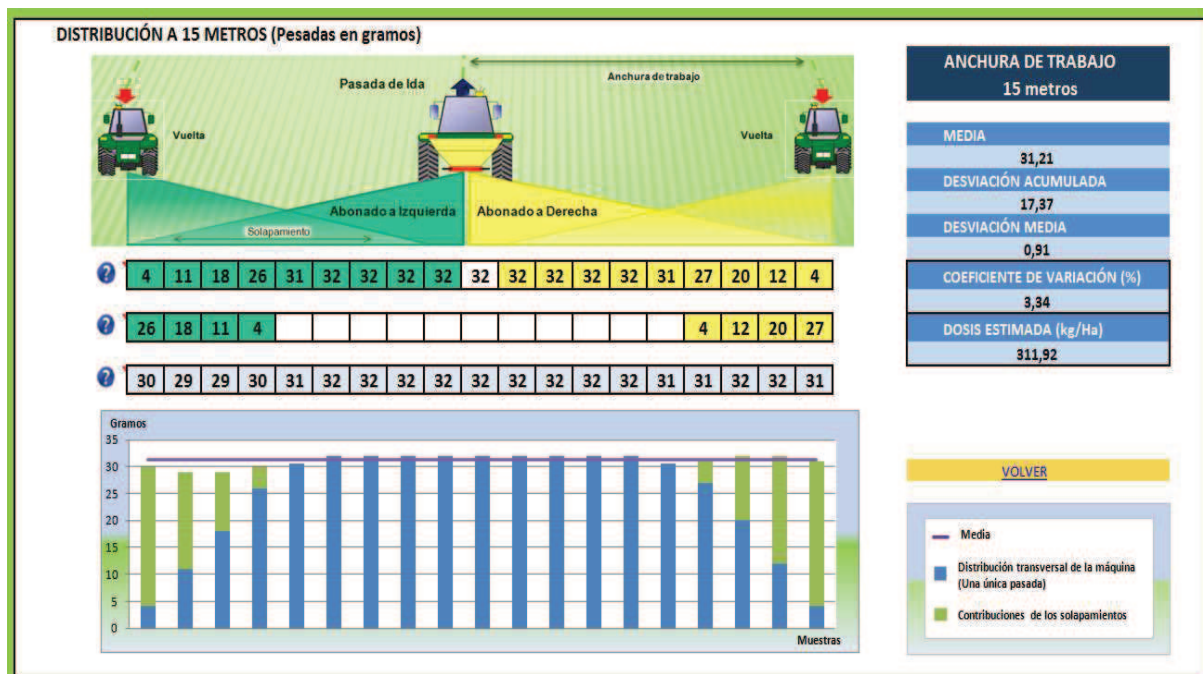 DISTRIBUCIÓN A 15 METROS (Pesadas en gramos)
Pasada de Ida
Anchura de trabajo
Vuelta
Vuelta
Abonado a Izquierda
Abonado a Derecha
Solapamiento
? 4 11 18 26 31 32 32 32 32 32 32 32 32 32 31 27 20 12 4
? 26 18 11 4 4 12 20 27
? 30 29 29 30 31 32 32 32 32 32 32 32 32 32 31 31 32 32 31
Gramos
35
30
25
20
15
10
5
0
Muestras
ANCHURA DE TRABAJO
15 metros
MEDIA
31,21
DESVIACIÓN ACUMULADA
17,37
DESVIACIÓN MEDIA
0,91
COEFICIENTE DE VARIACIÓN (%)
3,34
DOSIS ESTIMADA (kg/Ha)
311,92
VOLVER
Media
Distribución transversal de la máquina
(Una única pasada)
Contribuciones de los solapamientos